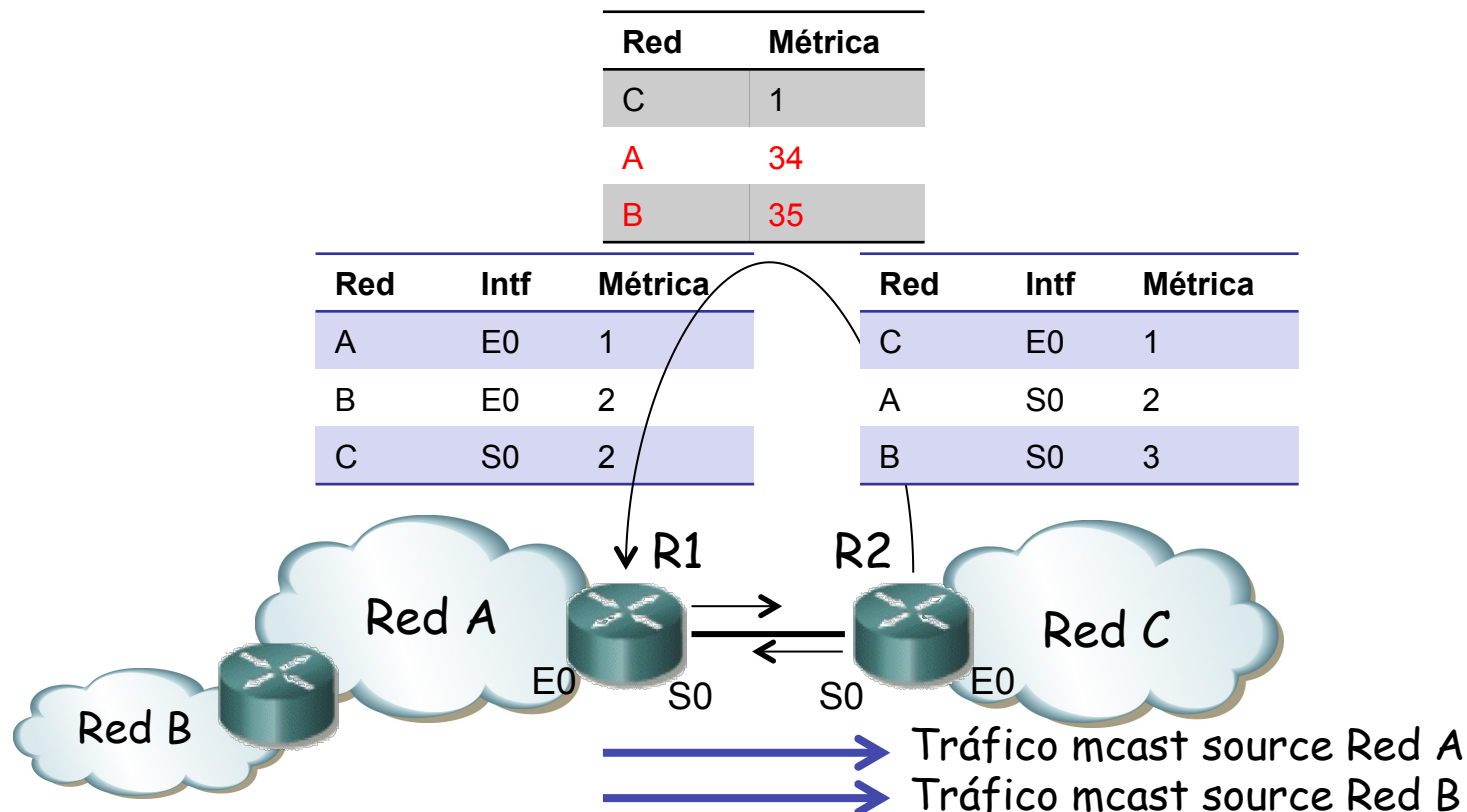 Red Métrica
C 1
A 34
B 35
Red Intf Métrica
A E0 1
B E0 2
C S0 2
Red Intf Métrica
C E0 1
A S0 2
B S0 3
R1 R2
Red A
Red C
E0 S0 S0 E0
Red B
Tráfico mcast source Red A
Tráfico mcast source Red B